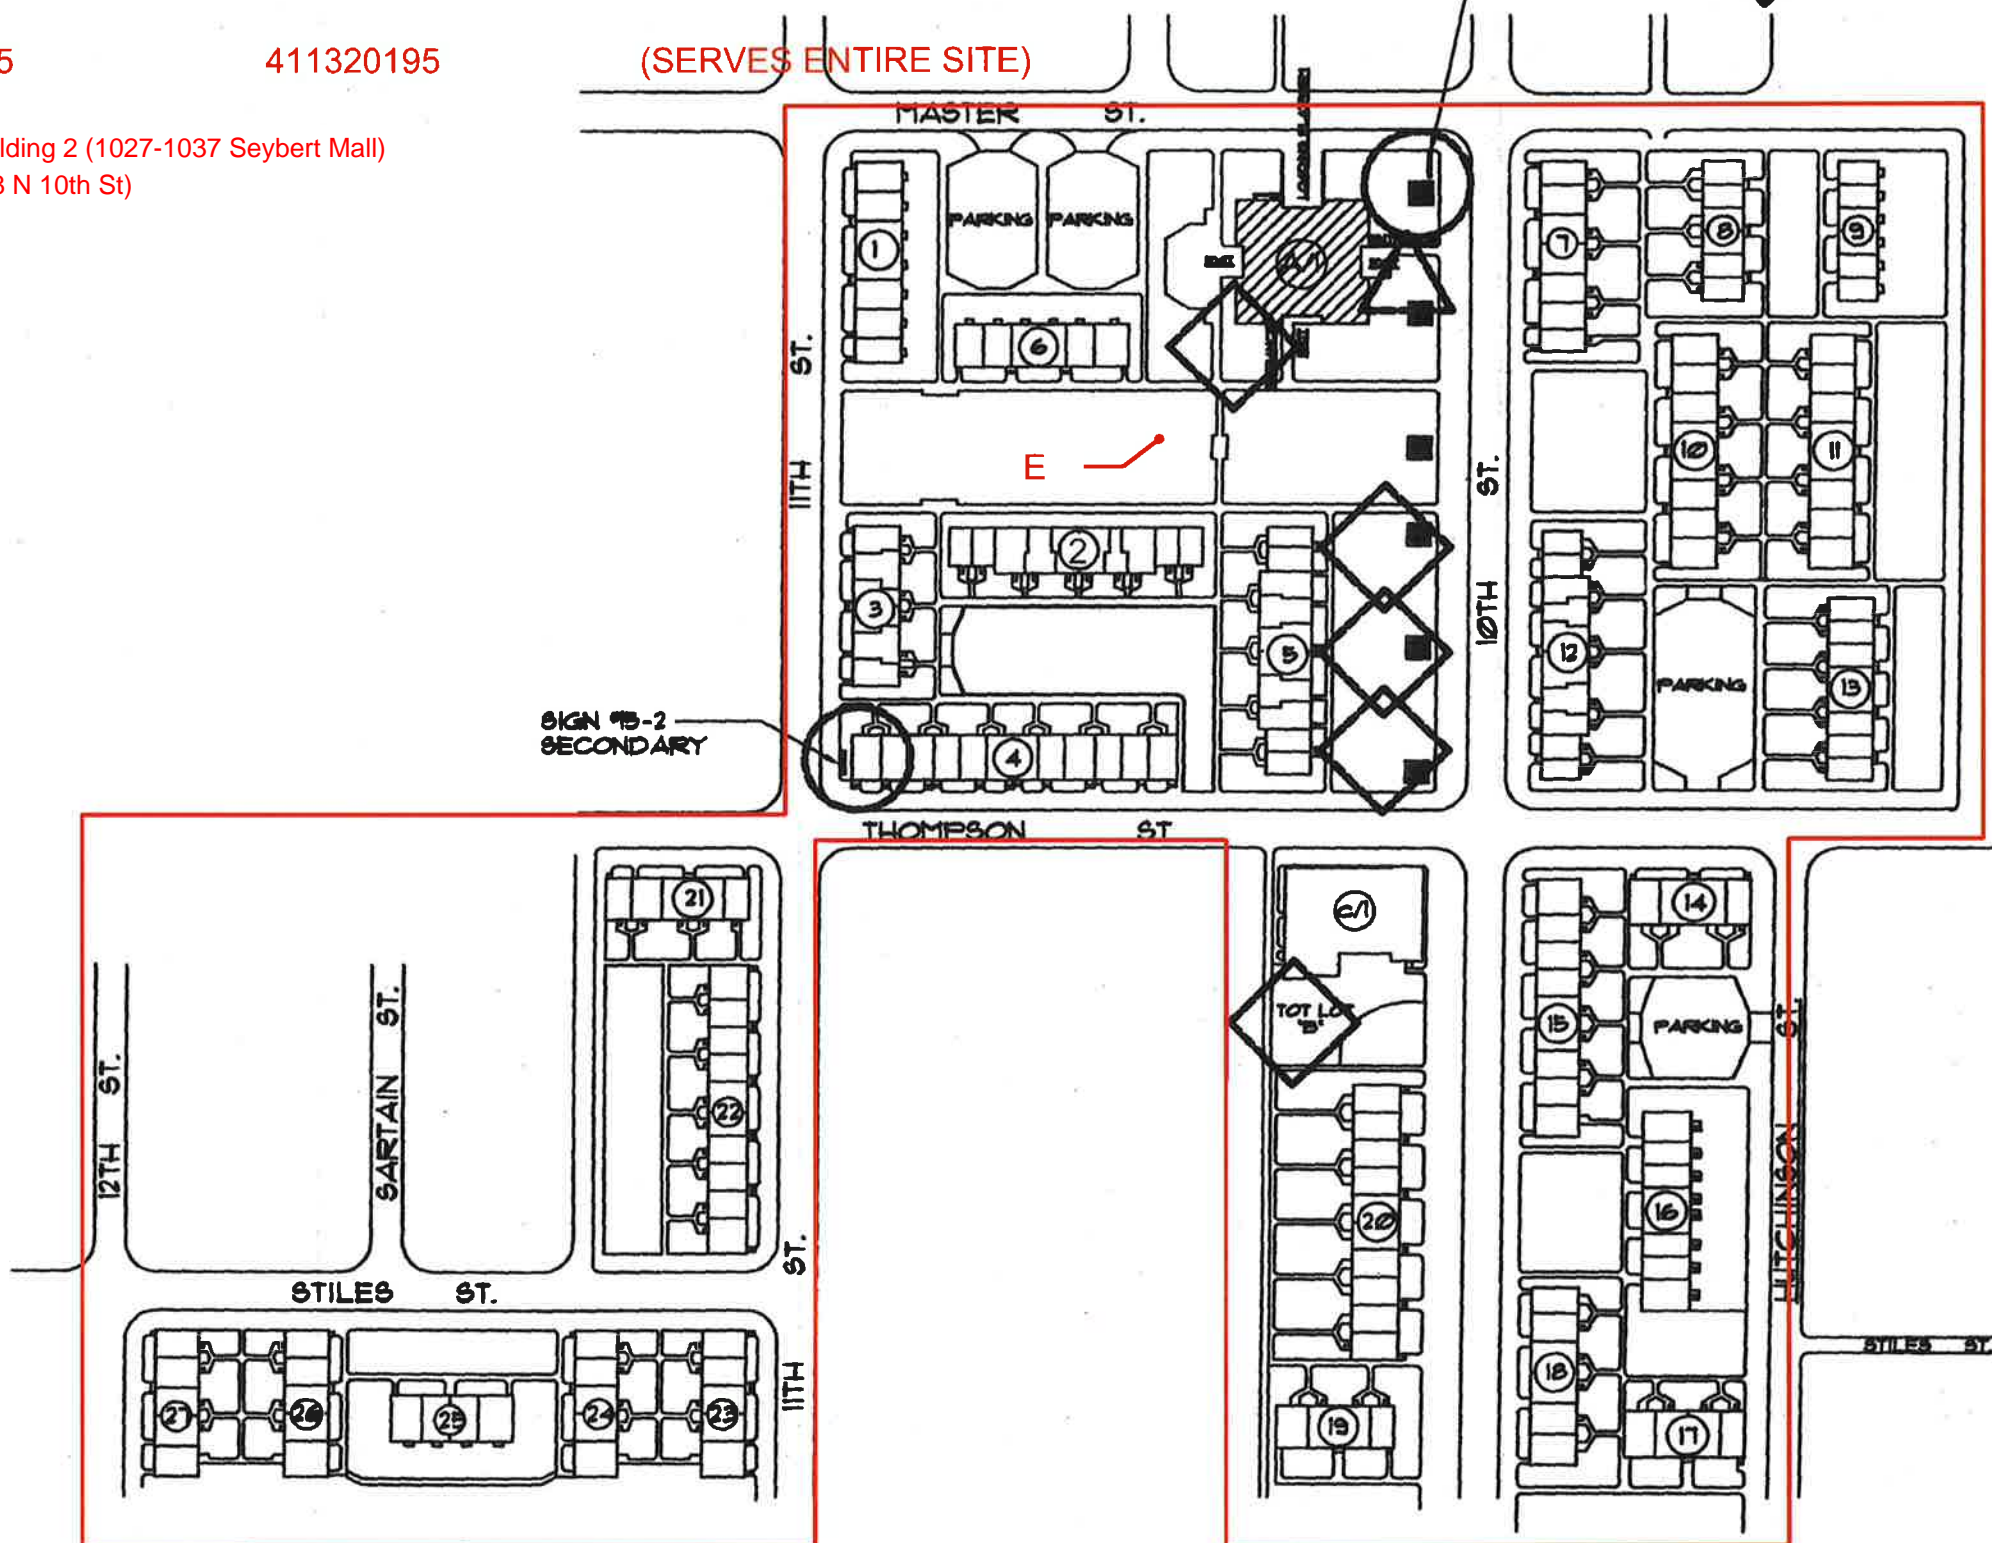 5 411320195 (SERVES ENTIRE SITE)
lding 2 (1027-1037 Seybert Mall)
3 N 10th St)
MASTER ST.
1
PARKING
PARKING
A/1
EXIT
7
8
9
6
11TH ST.
E
10TH ST.
10
11
2
3
5
12
13
PARKING
SIGN #3-2
SECONDARY
4
THOMPSON ST
21
C/1
14
TOT LOT
"B"
15
PARKING
12TH ST.
SARTAIN ST.
22
20
16
HUTCHINSON ST.
STILES ST.
11TH ST.
STILES ST.
27
26
25
24
23
19
18
17